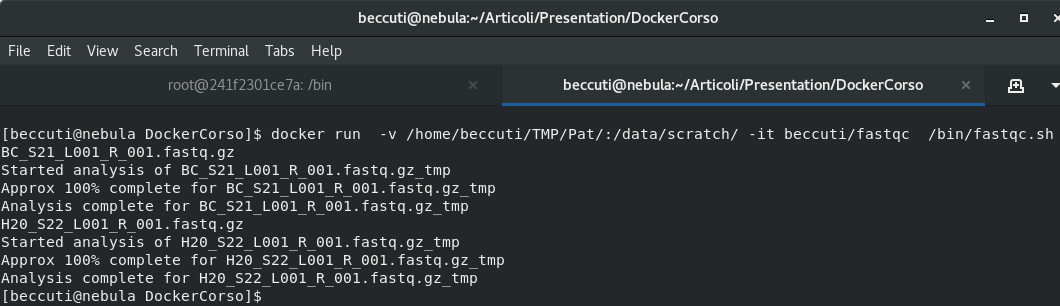 beccuti@nebula:~/Articoli/Presentation/DockerCorso
File Edit View Search Terminal Tabs Help
root@241f2301ce7a: /bin
beccuti@nebula:~/Articoli/Presentation/DockerCorso
[beccuti@nebula DockerCorso]$ docker run  -v /home/beccuti/TMP/Pat/:/data/scratch/ -it beccuti/fastqc  /bin/fastqc.sh
BC_S21_L001_R_001.fastq.gz
Started analysis of BC_S21_L001_R_001.fastq.gz_tmp
Approx 100% complete for BC_S21_L001_R_001.fastq.gz_tmp
Analysis complete for BC_S21_L001_R_001.fastq.gz_tmp
H20_S22_L001_R_001.fastq.gz
Started analysis of H20_S22_L001_R_001.fastq.gz_tmp
Approx 100% complete for H20_S22_L001_R_001.fastq.gz_tmp
Analysis complete for H20_S22_L001_R_001.fastq.gz_tmp
[beccuti@nebula DockerCorso]$